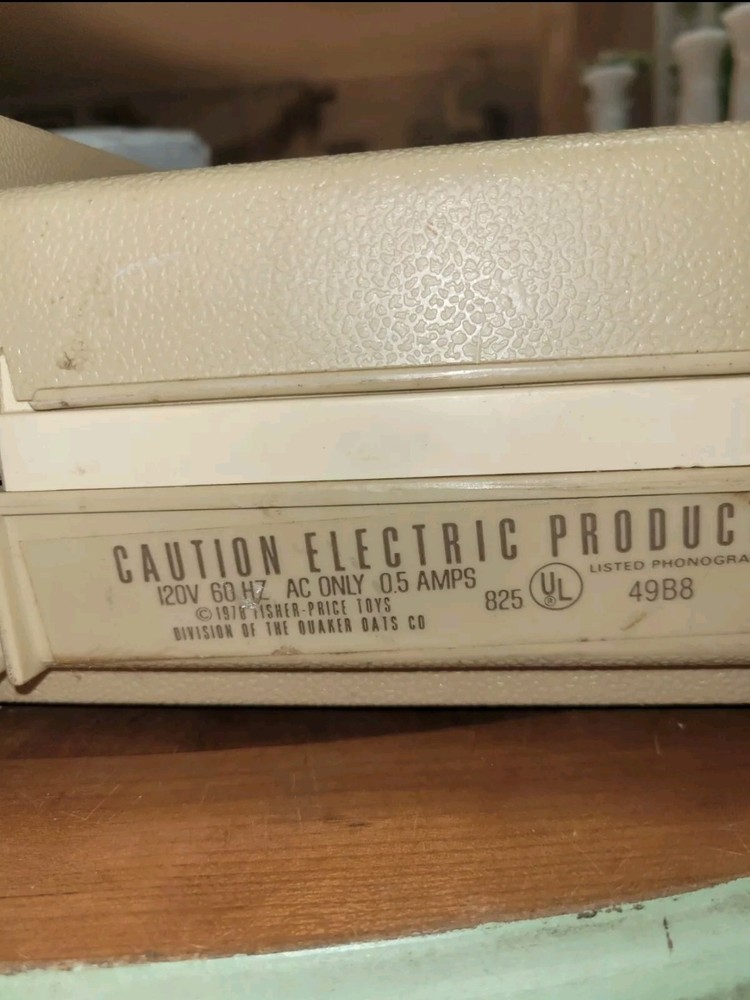 CAUTION ELECTRIC PRODUC
120V 60 HZ AC ONLY 0.5 AMPS
© 1978 FISHER-PRICE TOYS
DIVISION OF THE QUAKER OATS CO
825 UL LISTED PHONOGRA
49B8